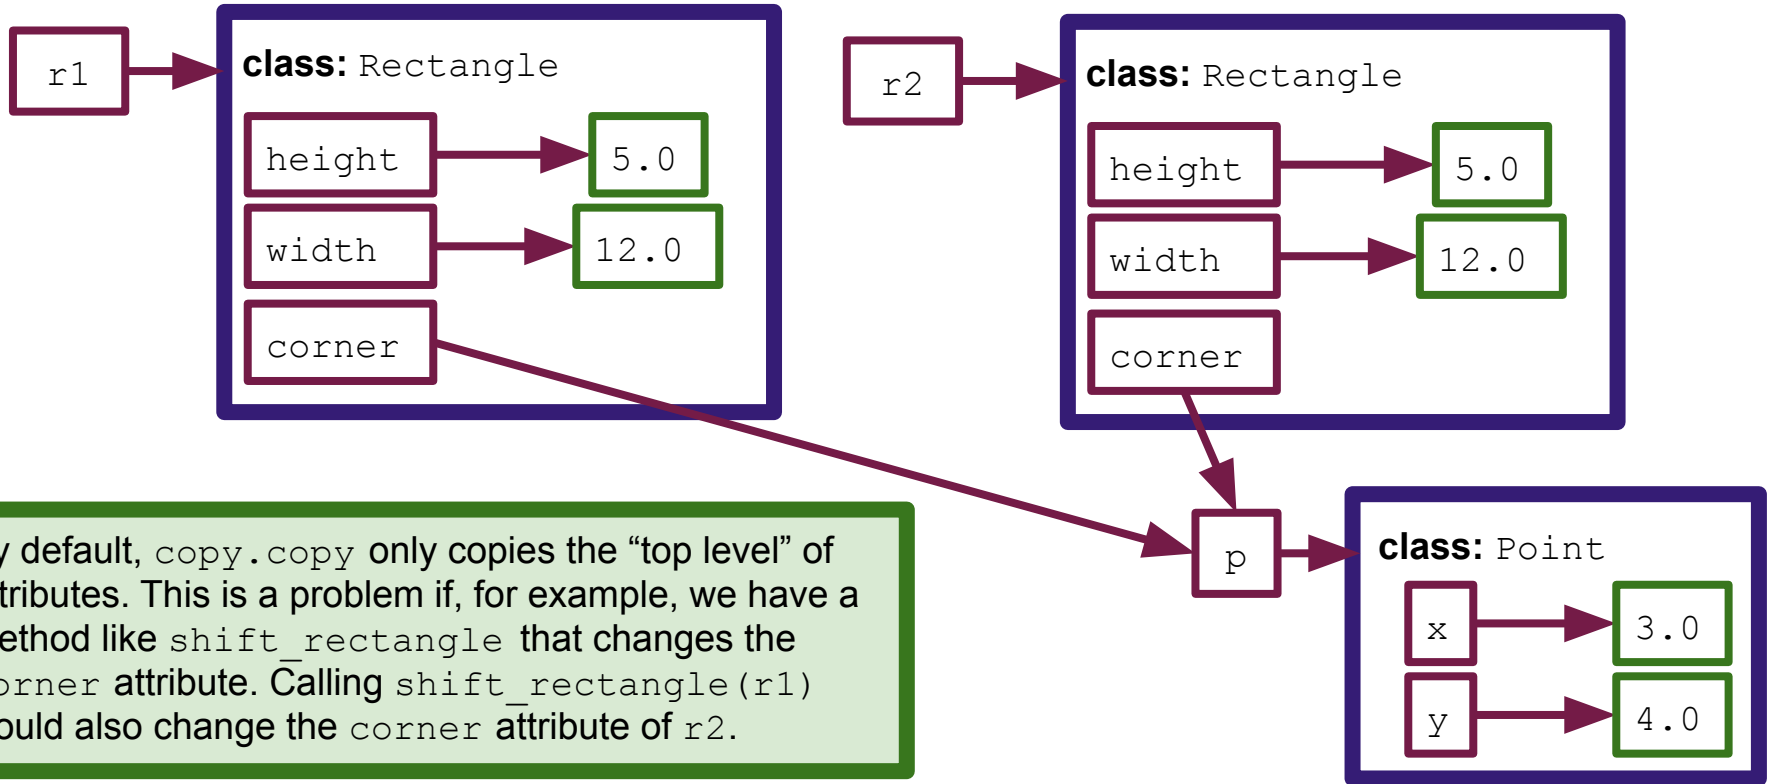 r1
class: Rectangle
height
5.0
width
12.0
corner
r2
class: Rectangle
height
5.0
width
12.0
corner
p
class: Point
x
3.0
y
4.0
y default, copy.copy only copies the “top level” of
tributes. This is a problem if, for example, we have a
ethod like shift_rectangle that changes the
orner attribute. Calling shift_rectangle(r1)
ould also change the corner attribute of r2.